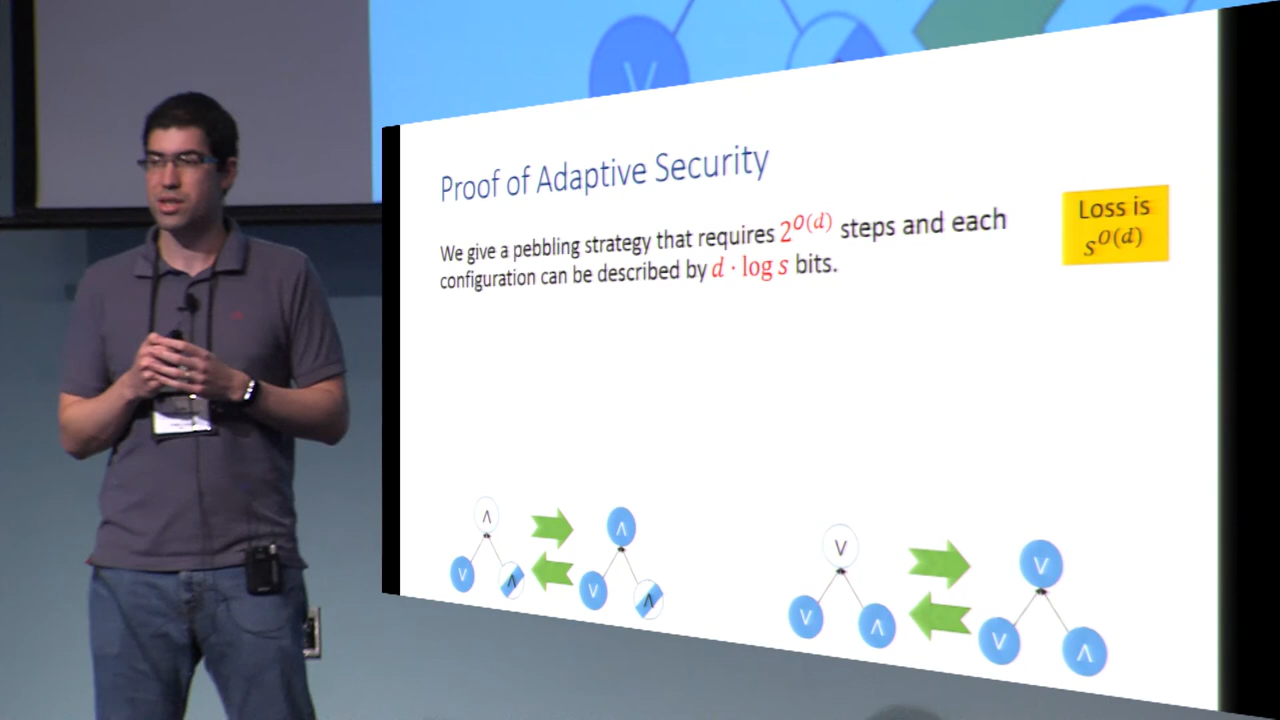 V
Proof of Adaptive Security
We give a pebbling strategy that requires 2^{O(d)} steps and each
configuration can be described by d · log s bits.
Loss is
s^{O(d)}
∧ ∧
V ∧ V ∧
V V
V ∧ V ∧